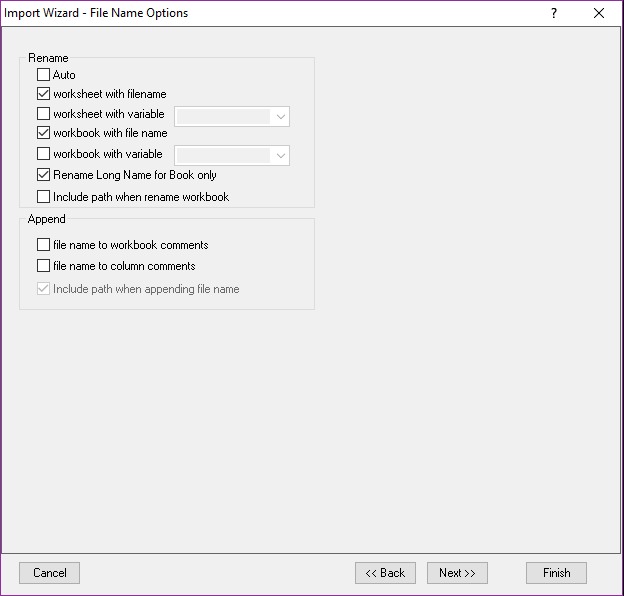 Import Wizard - File Name Options
?
Rename
Auto
worksheet with filename
worksheet with variable
workbook with file name
workbook with variable
Rename Long Name for Book only
Include path when rename workbook
Append
file name to workbook comments
file name to column comments
Include path when appending file name
Cancel
<< Back
Next >>
Finish